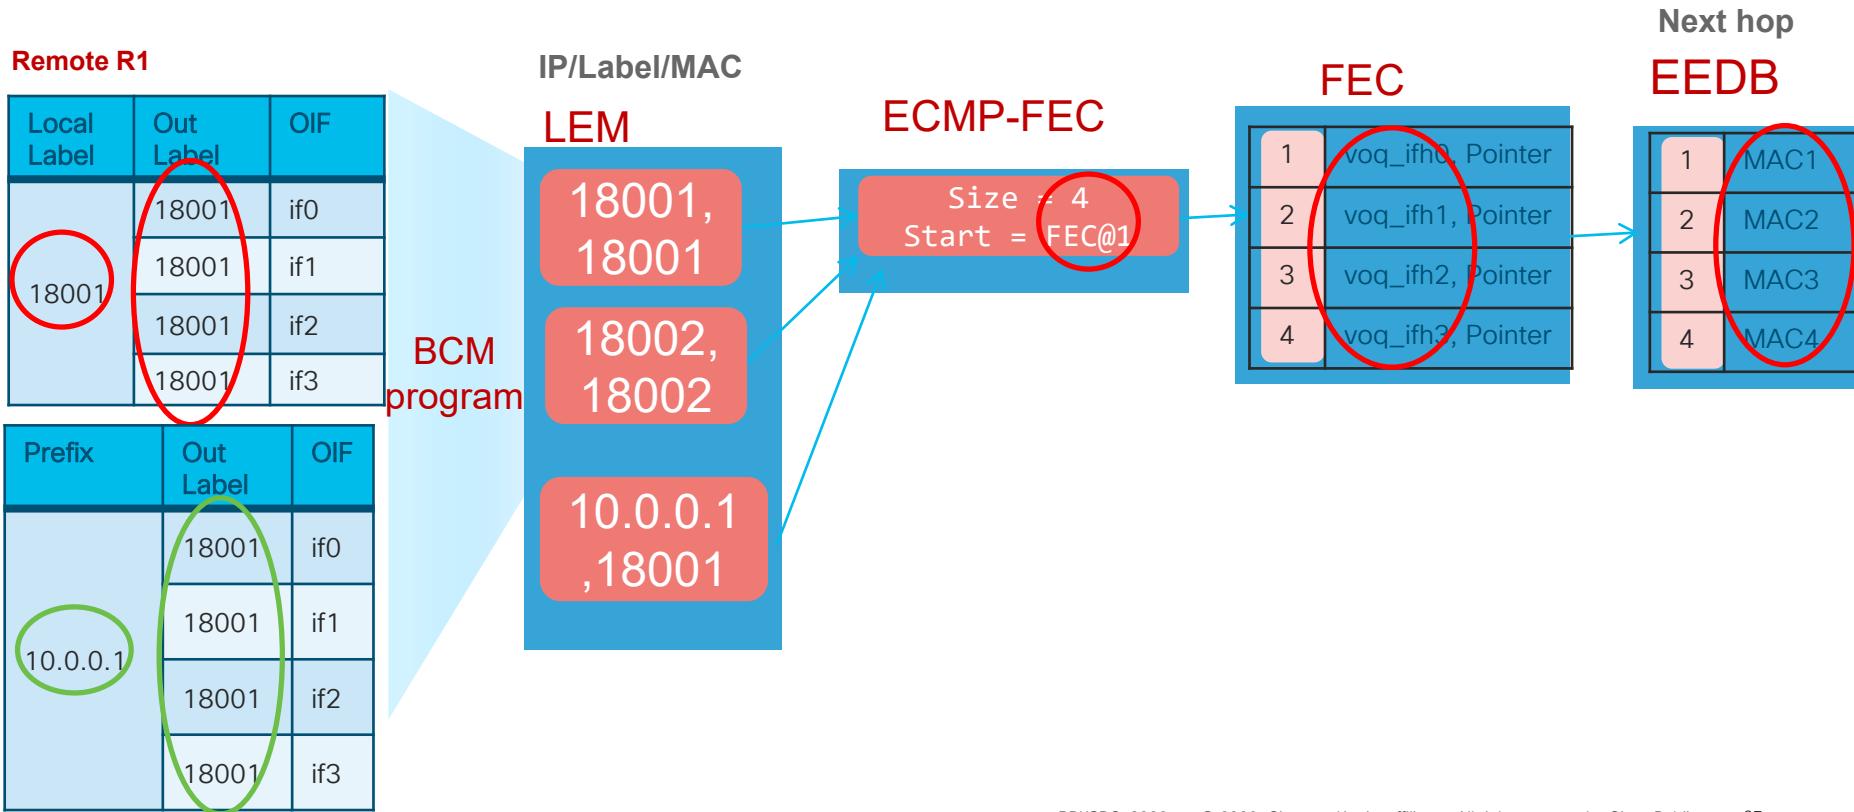 Remote R1
Local Label | Out Label | OIF
18001 | 18001 | if0
18001 | if1
18001 | if2
18001 | if3
Prefix | Out Label | OIF
10.0.0.1 | 18001 | if0
18001 | if1
18001 | if2
18001 | if3
BCM
program
IP/Label/MAC
LEM
18001,
18001
18002,
18002
10.0.0.1
,18001
ECMP-FEC
Size = 4
Start = FEC@1
FEC
1 | voq_ifh0, Pointer
2 | voq_ifh1, Pointer
3 | voq_ifh2, Pointer
4 | voq_ifh3, Pointer
Next hop
EEDB
1 | MAC1
2 | MAC2
3 | MAC3
4 | MAC4